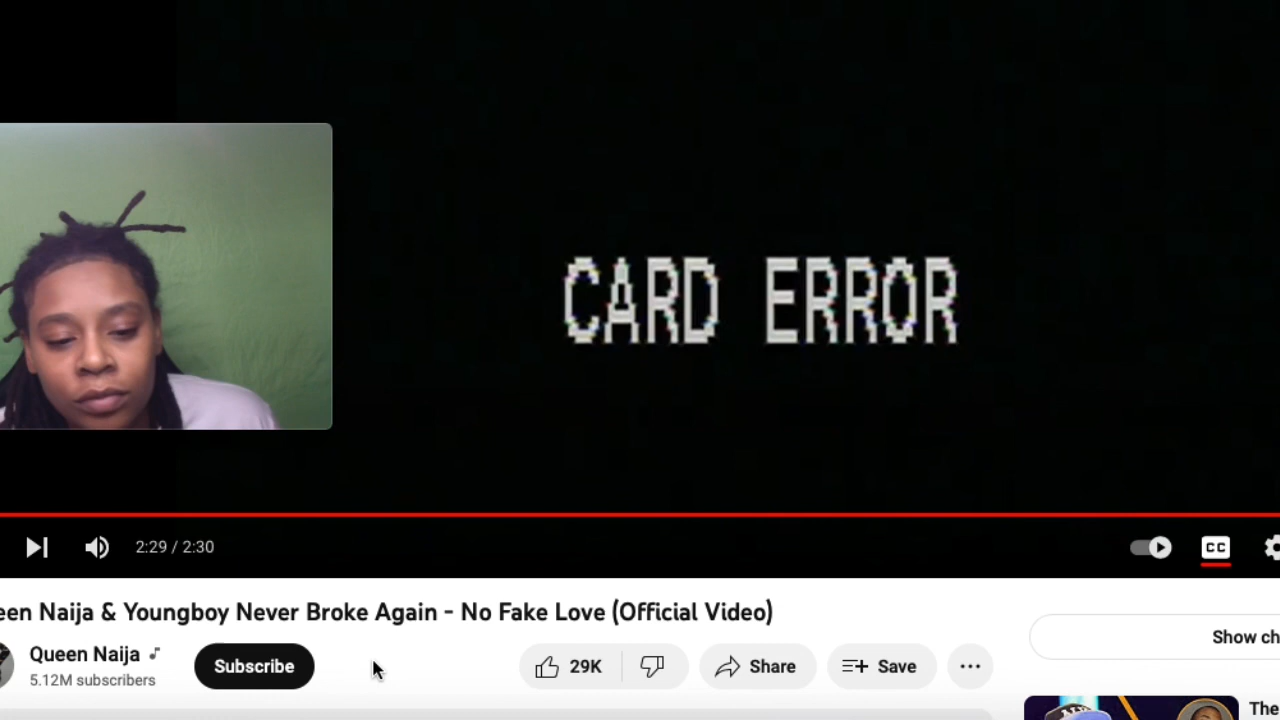 CARD ERROR
2:29 / 2:30
CC
een Naija & Youngboy Never Broke Again - No Fake Love (Official Video)
Queen Naija
5.12M subscribers
Subscribe
29K
Share
Save
Show ch
The